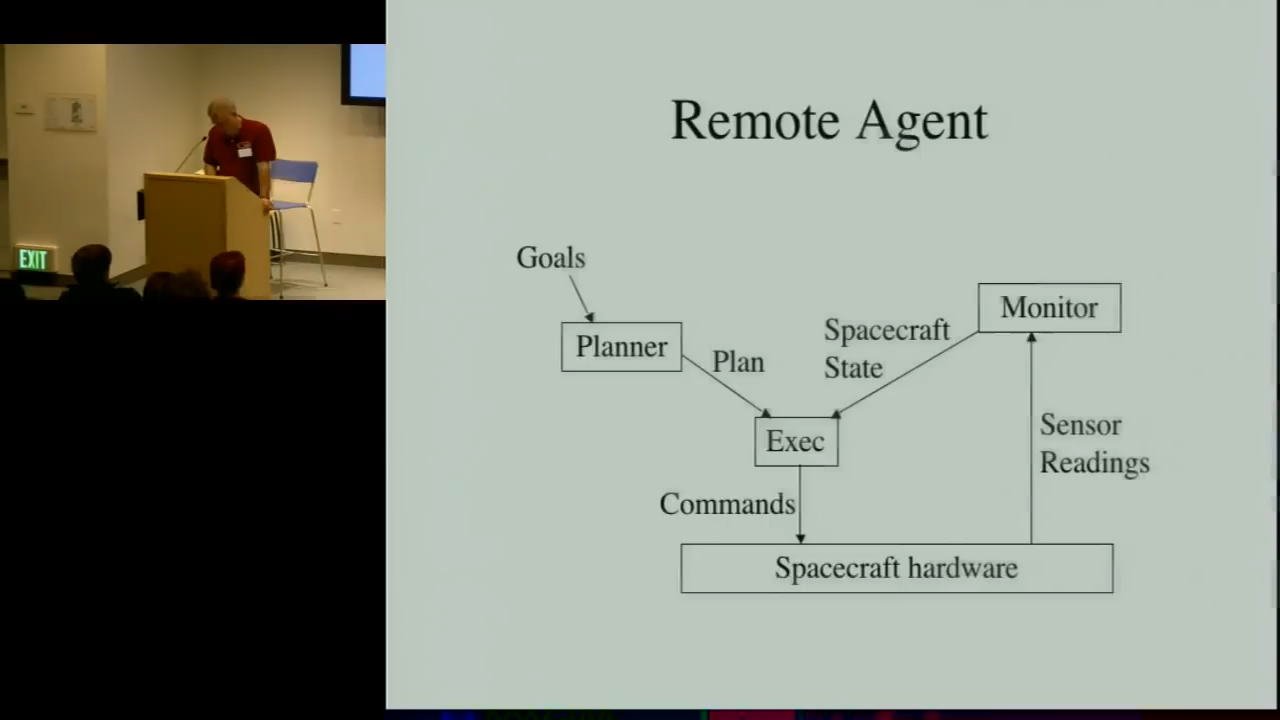 EXIT
Remote Agent
Goals
Planner
Plan
Spacecraft
State
Monitor
Exec
Sensor
Readings
Commands
Spacecraft hardware